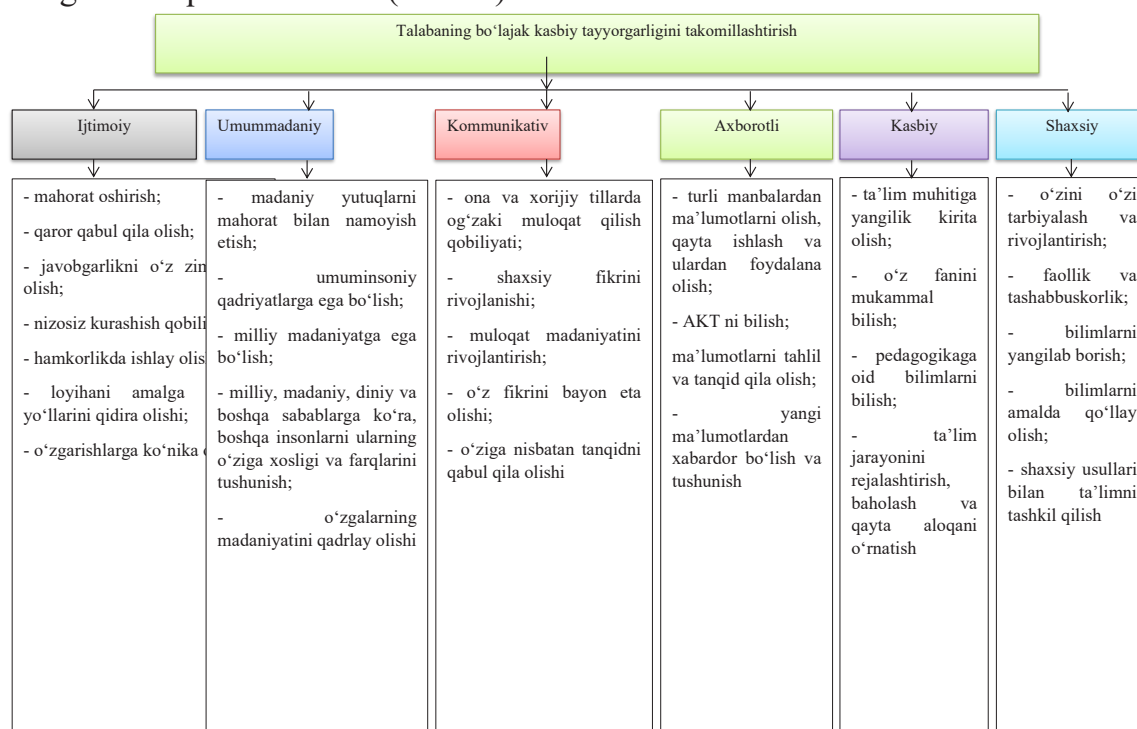 Talabaning bo‘lajak kasbiy tayyorgarligini takomillashtirish
Ijtimoiy
Umummadaniy
Kommunikativ
Axborotli
Kasbiy
Shaxsiy
- mahorat oshirish;
- qaror qabul qila olish;
- javobgarlikni o‘z
olish;
- nizosiz kurashish
- hamkorlikda ishlay
- loyihani amalga
yo‘llarini qidira olishi;
- o‘zgarishlarga ko‘nika
- madaniy yutuqlarni
mahorat bilan namoyish
etish;
- umuminsoniy
qadriyatlarga ega bo‘lish;
- milliy madaniyatga ega
bo‘lish;
- milliy, madaniy, diniy va
boshqa sabablarga ko‘ra,
boshqa insonlarni ularning
o‘ziga xosligi va farqlarini
tushunish;
- o‘zgalarning
madaniyatini qadrlay olishi
- ona va xorijiy tillarda
og‘zaki muloqat qilish
qobiliyati;
- shaxsiy fikrini
rivojlanishi;
- muloqat madaniyatini
rivojlantirish;
- o‘z fikrini bayon eta
olishi;
- o‘ziga nisbatan tanqidni
qabul qila olishi
- turli manbalardan
ma’lumotlarni olish,
qayta ishlash va
ulardan foydalana
olish;
- AKT ni bilish;
ma’lumotlarni tahlil
va tanqid qila olish;
- yangi
ma’lumotlardan
xabardor bo‘lish va
tushunish
- ta’lim muhitiga
yangilik kirita
olish;
- o‘z fanini
mukammal
bilish;
- pedagogikaga
oid bilimlarni
bilish;
- ta’lim
jarayonini
rejalashtirish,
baholash va
qayta aloqani
o‘rnatish
- o‘zini o‘zi
tarbiyalash va
rivojlantirish;
- faollik va
tashabbuskorlik;
- bilimlarni
yangilab borish;
- bilimlarni
amalda qo‘llay
olish;
- shaxsiy usullari
bilan ta’limni
tashkil qilish